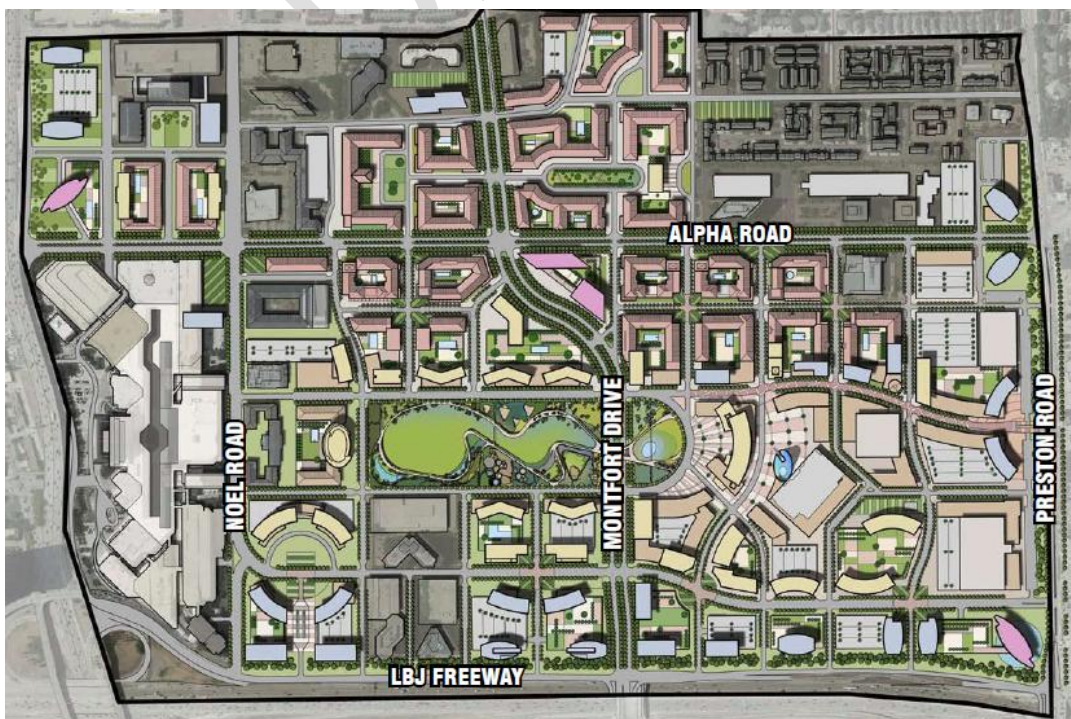 ALPHA ROAD
NOEL ROAD
MONTFORT DRIVE
PRESTON ROAD
LBJ FREEWAY